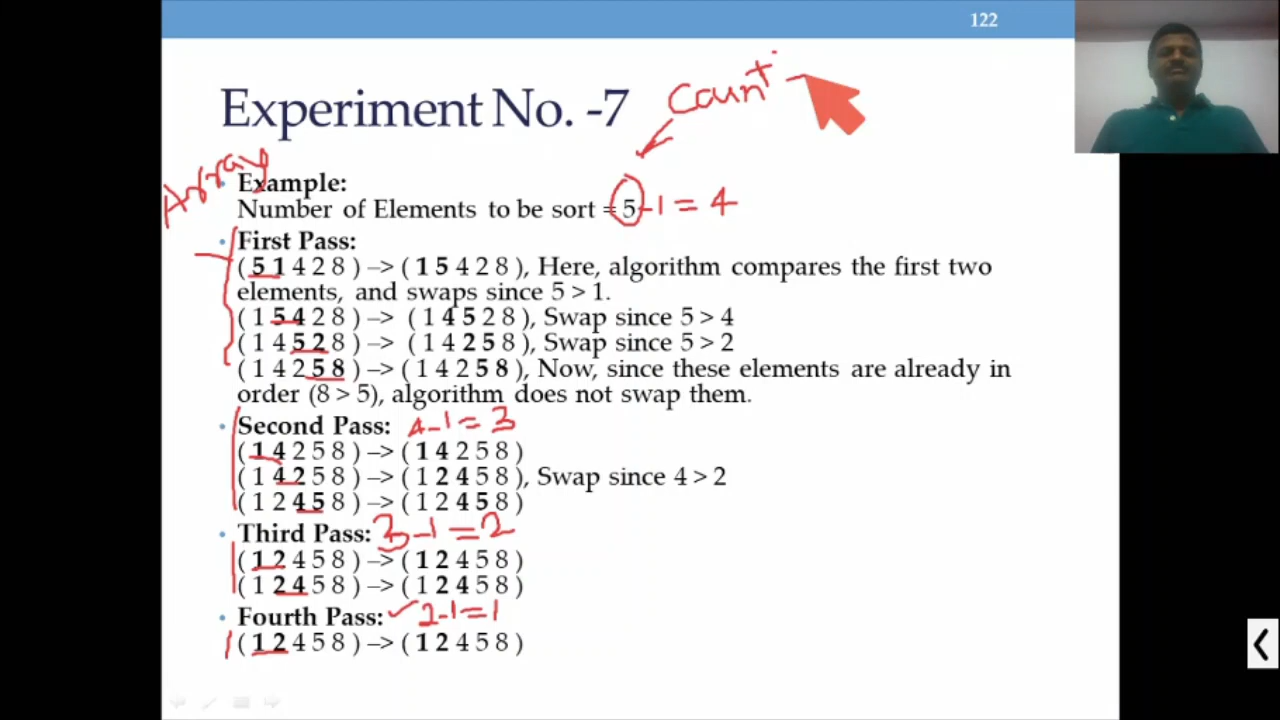 122
Experiment No. -7
Count
Array
• Example:
Number of Elements to be sort = 5 -1 = 4
• First Pass:
( 5 1 4 2 8 ) –> ( 1 5 4 2 8 ), Here, algorithm compares the first two
elements, and swaps since 5 > 1.
( 1 5 4 2 8 ) –> ( 1 4 5 2 8 ), Swap since 5 > 4
( 1 4 5 2 8 ) –> ( 1 4 2 5 8 ), Swap since 5 > 2
( 1 4 2 5 8 ) –> ( 1 4 2 5 8 ), Now, since these elements are already in
order (8 > 5), algorithm does not swap them.
• Second Pass: 4-1 = 3
( 1 4 2 5 8 ) –> ( 1 4 2 5 8 )
( 1 4 2 5 8 ) –> ( 1 2 4 5 8 ), Swap since 4 > 2
( 1 2 4 5 8 ) –> ( 1 2 4 5 8 )
• Third Pass: 3-1 = 2
( 1 2 4 5 8 ) –> ( 1 2 4 5 8 )
( 1 2 4 5 8 ) –> ( 1 2 4 5 8 )
• Fourth Pass: ✓ 2-1=1
( 1 2 4 5 8 ) –> ( 1 2 4 5 8 )